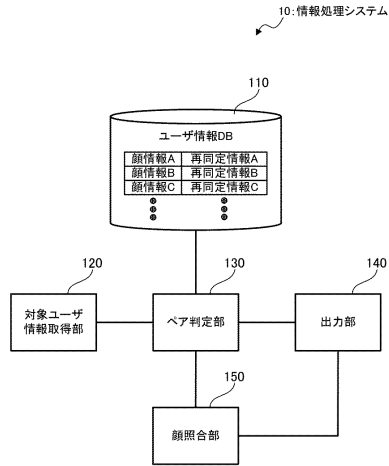 10:情報処理システム
110
ユーザ情報DB
顔情報A 再同定情報A
顔情報B 再同定情報B
顔情報C 再同定情報C
120
130
140
対象ユーザ
情報取得部
ペア判定部
出力部
150
顔照合部